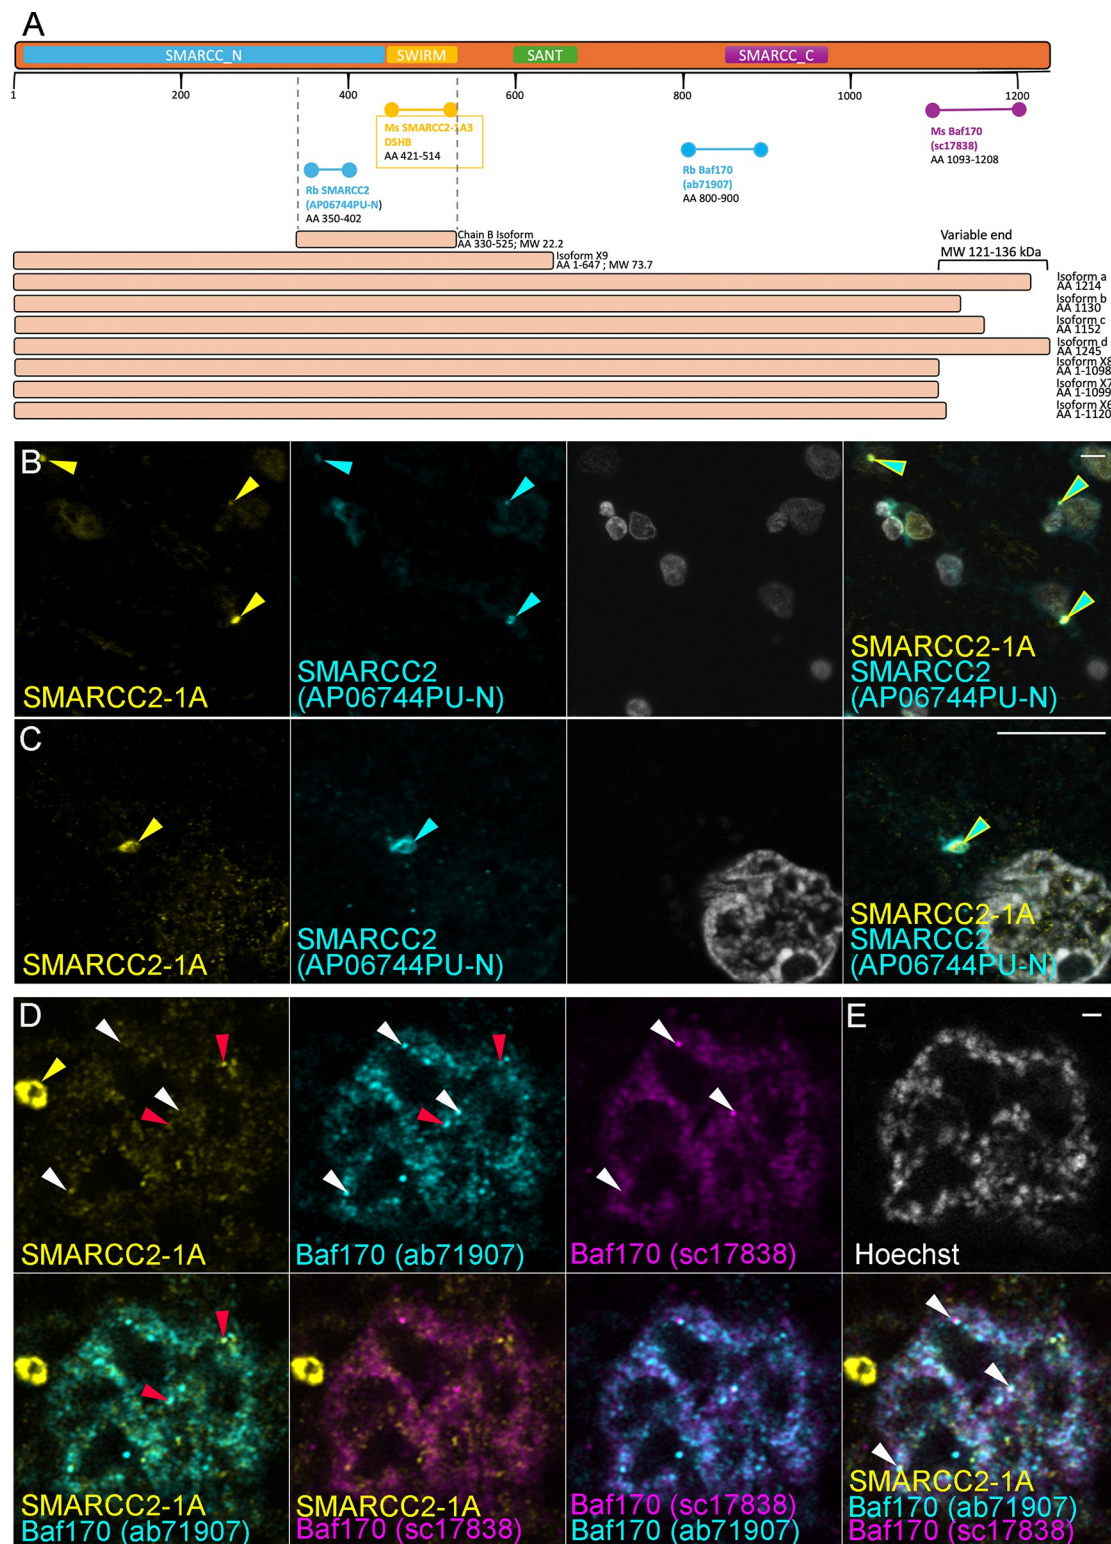 A
SMARCC_N
SWIRM
SANT
SMARCC_C
1
200
400
600
800
1000
1200
Ms SMARCC2-1A3
DSHB
AA 421-514
Ms Baf170
(sc17838)
AA 1093-1208
Rb Baf170
(ab71907)
AA 800-900
Rb SMARCC2
(AP06744PU-N)
AA 350-402
Variable end
MW 121-136 kDa
Chain B Isoform
AA 330-525; MW 22.2
Isoform X9
AA 1-647 ; MW 73.7
Isoform a
AA 1214
Isoform b
AA 1130
Isoform c
AA 1152
Isoform d
AA 1245
Isoform X8
AA 1-1098
Isoform X7
AA 1-1099
Isoform X6
AA 1-1120
B
SMARCC2-1A
SMARCC2
(AP06744PU-N)
SMARCC2-1A
SMARCC2
(AP06744PU-N)
C
SMARCC2-1A
SMARCC2
(AP06744PU-N)
SMARCC2-1A
SMARCC2
(AP06744PU-N)
D
SMARCC2-1A
Baf170 (ab71907)
Baf170 (sc17838)
E
Hoechst
SMARCC2-1A
Baf170 (ab71907)
SMARCC2-1A
Baf170 (sc17838)
Baf170 (sc17838)
Baf170 (ab71907)
SMARCC2-1A
Baf170 (ab71907)
Baf170 (sc17838)